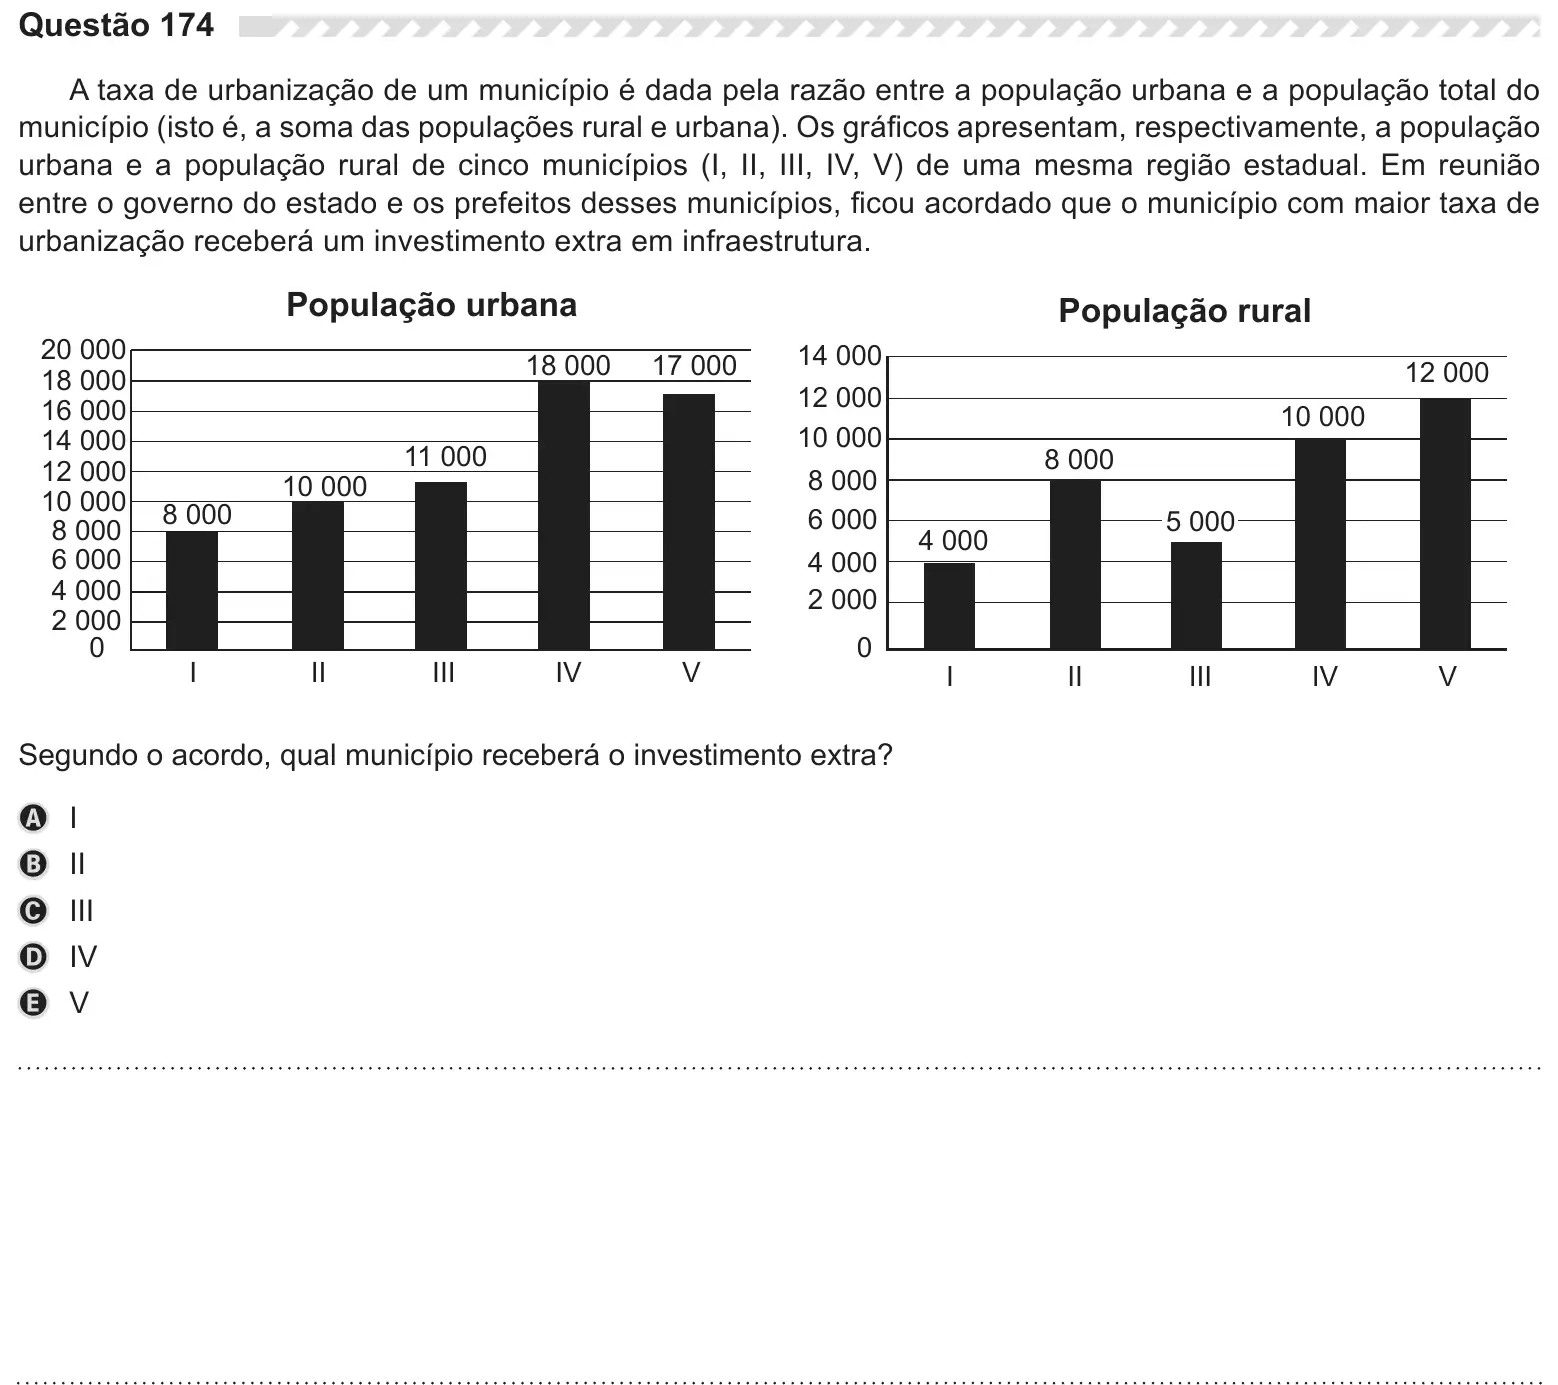 Questão 174
A taxa de urbanização de um município é dada pela razão entre a população urbana e a população total do
município (isto é, a soma das populações rural e urbana). Os gráficos apresentam, respectivamente, a população
urbana e a população rural de cinco municípios (I, II, III, IV, V) de uma mesma região estadual. Em reunião
entre o governo do estado e os prefeitos desses municípios, ficou acordado que o município com maior taxa de
urbanização receberá um investimento extra em infraestrutura.
População urbana
20 000
18 000
16 000
14 000
12 000
10 000
8 000
6 000
4 000
2 000
0
8 000
10 000
11 000
18 000
17 000
I II III IV V
População rural
14 000
12 000
10 000
8 000
6 000
4 000
2 000
0
4 000
8 000
5 000
10 000
12 000
I II III IV V
Segundo o acordo, qual município receberá o investimento extra?
A I
B II
C III
D IV
E V